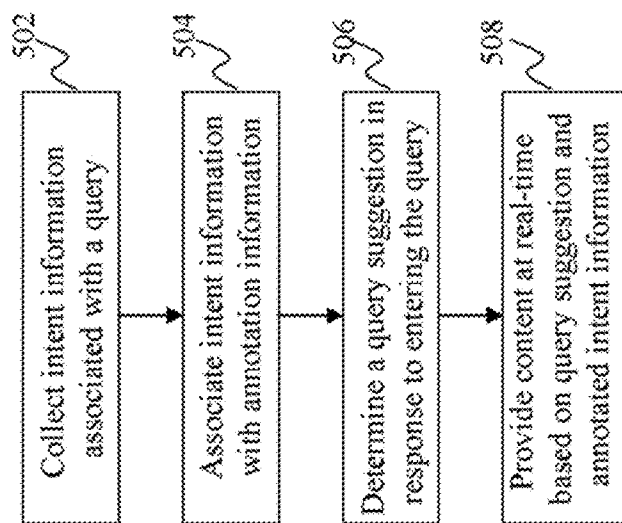 502
Collect intent information
associated with a query
504
Associate intent information
with annotation information
506
Determine a query suggestion in
response to entering the query
508
Provide content at real-time
based on query suggestion and
annotated intent information